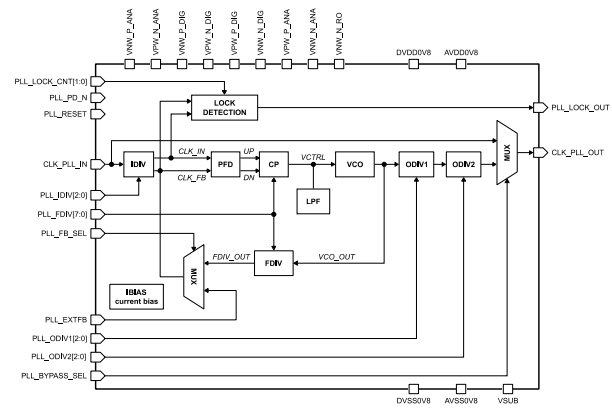 VNW_P_ANA
VPW_N_ANA
VNW_P_DIG
VPW_N_DIG
VPW_P_DIG
VNW_N_DIG
VPW_P_ANA
VNW_N_ANA
VNW_N_RO
DVDD0V8
AVDD0V8
PLL_LOCK_CNT[1:0]
PLL_PD_N
PLL_RESET
LOCK
DETECTION
PLL_LOCK_OUT
CLK_PLL_IN
IDIV
CLK_IN
CLK_FB
PFD
UP
DN
CP
VCTRL
LPF
VCO
ODIV1
ODIV2
MUX
CLK_PLL_OUT
PLL_IDIV[2:0]
PLL_FDIV[7:0]
PLL_FB_SEL
MUX
FDIV_OUT
FDIV
VCO_OUT
IBIAS
current bias
PLL_EXTFB
PLL_ODIV1[2:0]
PLL_ODIV2[2:0]
PLL_BYPASS_SEL
DVSS0V8
AVSS0V8
VSUB